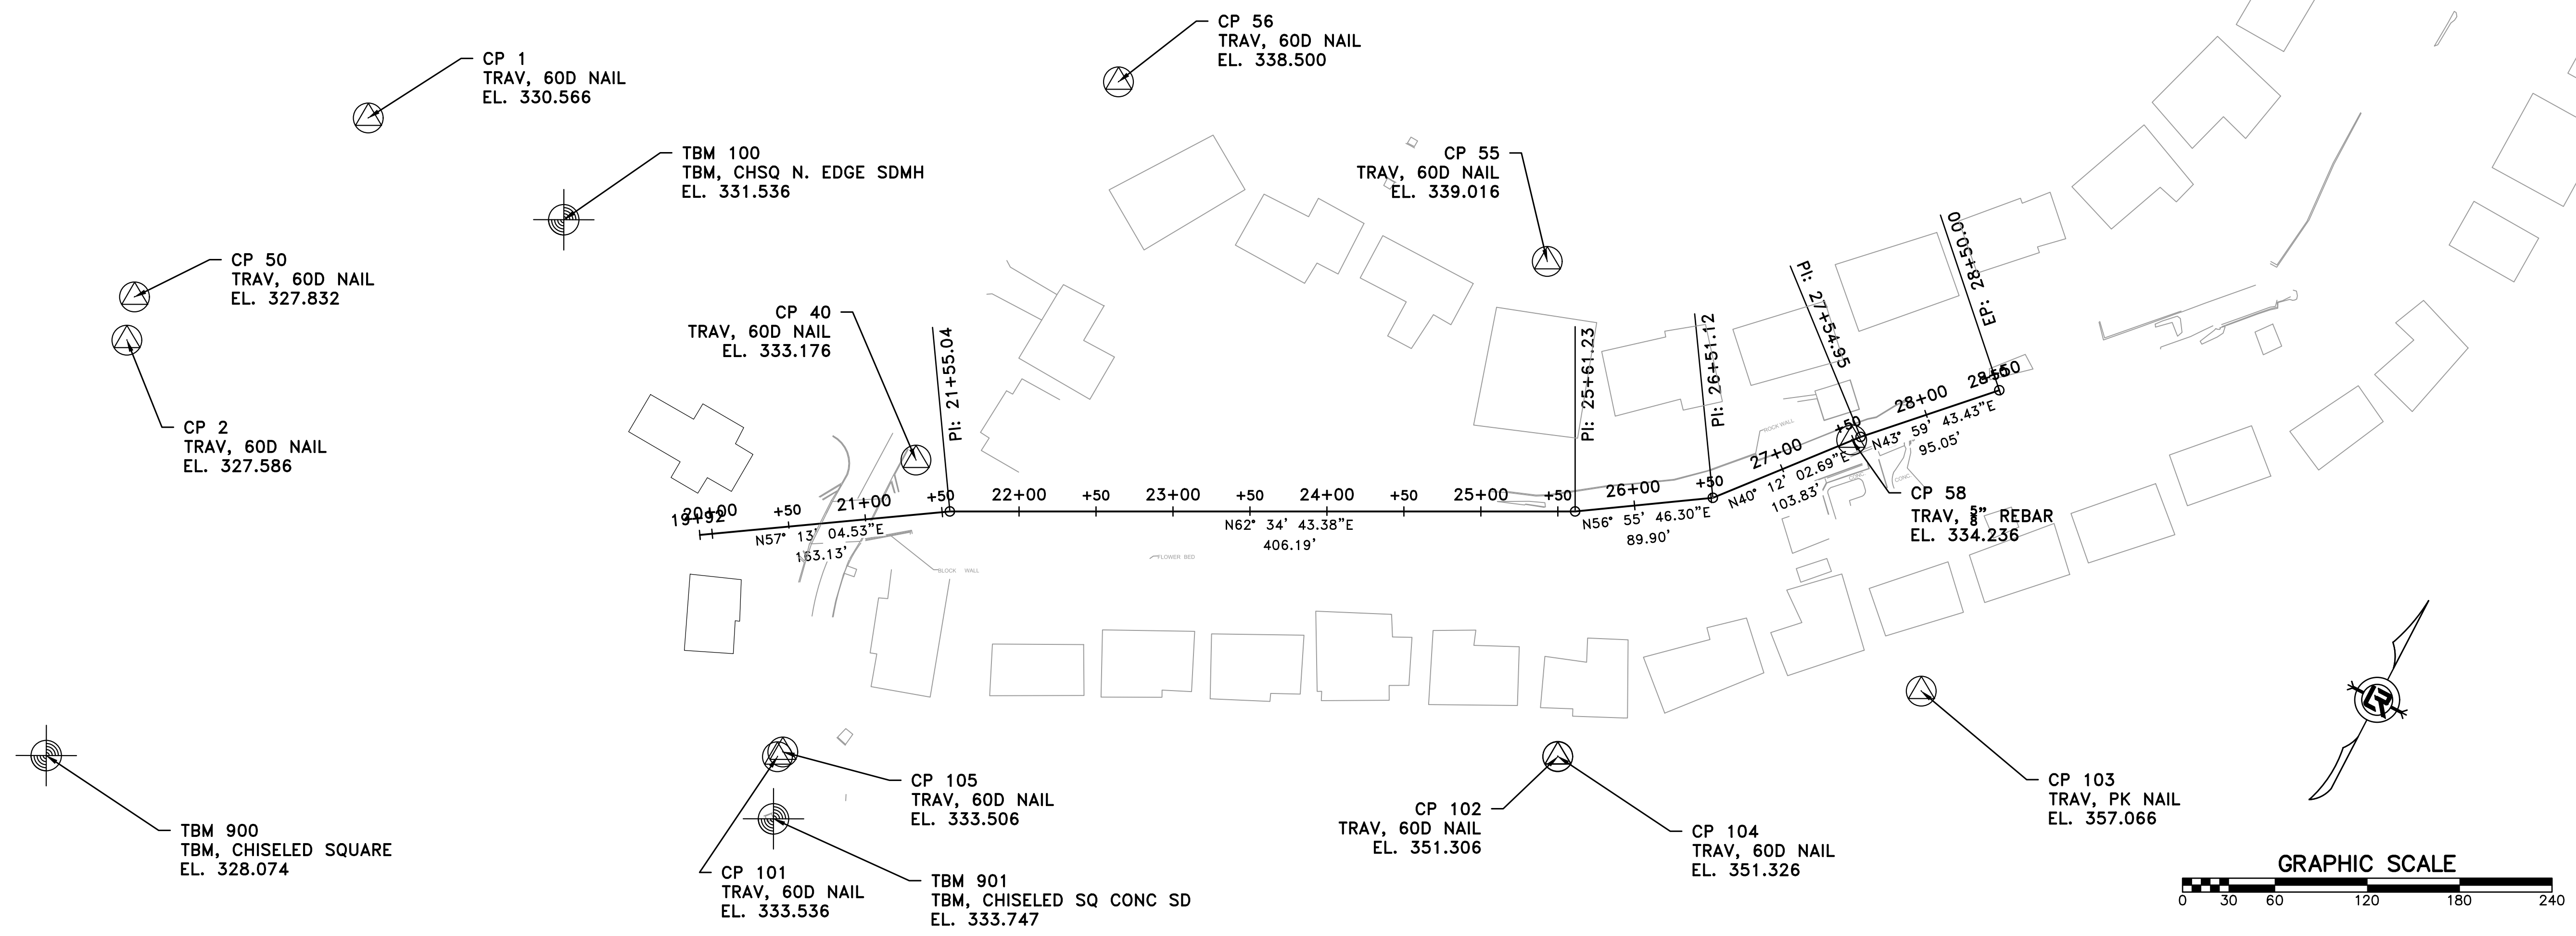 CP 56
TRAV, 60D NAIL
EL. 338.500
CP 1
TRAV, 60D NAIL
EL. 330.566
TBM 100
TBM, CHSQ N. EDGE SDMH
EL. 331.536
CP 55
TRAV, 60D NAIL
EL. 339.016
CP 50
TRAV, 60D NAIL
EL. 327.832
CP 40
TRAV, 60D NAIL
EL. 333.176
CP 2
TRAV, 60D NAIL
EL. 327.586
PI: 21+55.04
PI: 25+61.23
PI: 26+51.12
PI: 27+54.95
EP: 28+50.00
19+92
20+00
+50
21+00
+50
22+00
+50
23+00
+50
24+00
+50
25+00
+50
26+00
+50
27+00
+50
28+00
28+50
N57° 13' 04.53"E
163.13'
N62° 34' 43.38"E
406.19'
N56° 55' 46.30"E
89.90'
N40° 12' 02.69"E
103.83'
N43° 59' 43.43"E
95.05'
ROCK WALL
CONC.
BLOCK WALL
FLOWER BED
CP 58
TRAV, 5/8" REBAR
EL. 334.236
CP 105
TRAV, 60D NAIL
EL. 333.506
CP 102
TRAV, 60D NAIL
EL. 351.306
CP 104
TRAV, 60D NAIL
EL. 351.326
CP 103
TRAV, PK NAIL
EL. 357.066
TBM 900
TBM, CHISELED SQUARE
EL. 328.074
CP 101
TRAV, 60D NAIL
EL. 333.536
TBM 901
TBM, CHISELED SQ CONC SD
EL. 333.747
GRAPHIC SCALE
0 30 60 120 180 240